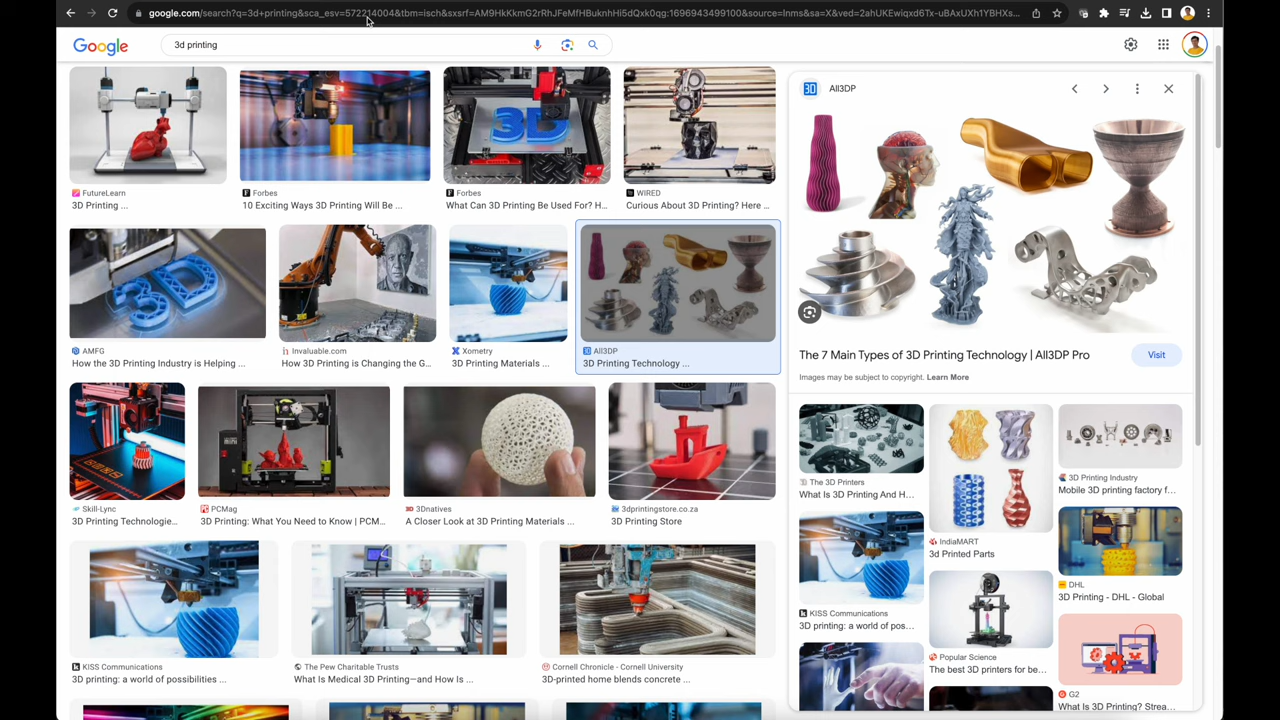 google.com/search?q=3d+printing&sca_esv=572214004&tbm=isch&sxsrf=AM9HkKkmG2rRhJFeMfHBuknhHi5dQxk0qg:1696943499100&source=lnms&sa=X&ved=2ahUKEwiqxd6Tx-uBAxUXh1YBHXs...
Google
3d printing
FutureLearn
3D Printing ...
Forbes
10 Exciting Ways 3D Printing Will Be ...
Forbes
What Can 3D Printing Be Used For? H...
WIRED
Curious About 3D Printing? Here ...
AMFG
How the 3D Printing Industry is Helping ...
Invaluable.com
How 3D Printing is Changing the G...
Xometry
3D Printing Materials ...
All3DP
3D Printing Technology ...
Skill-Lync
3D Printing Technologie...
PCMag
3D Printing: What You Need to Know | PCM...
3Dnatives
A Closer Look at 3D Printing Materials ...
3dprintingstore.co.za
3D Printing Store
KISS Communications
3D printing: a world of possibilities ...
The Pew Charitable Trusts
What Is Medical 3D Printing—and How Is ...
Cornell Chronicle - Cornell University
3D-printed home blends concrete ...
3D
All3DP
The 7 Main Types of 3D Printing Technology | All3DP Pro
Visit
Images may be subject to copyright. Learn More
The 3D Printers
What Is 3D Printing And H...
IndiaMART
3d Printed Parts
3D Printing Industry
Mobile 3D printing factory f...
KISS Communications
3D printing: a world of pos...
DHL
3D Printing - DHL - Global
Popular Science
The best 3D printers for be...
G2
What Is 3D Printing? Strea...